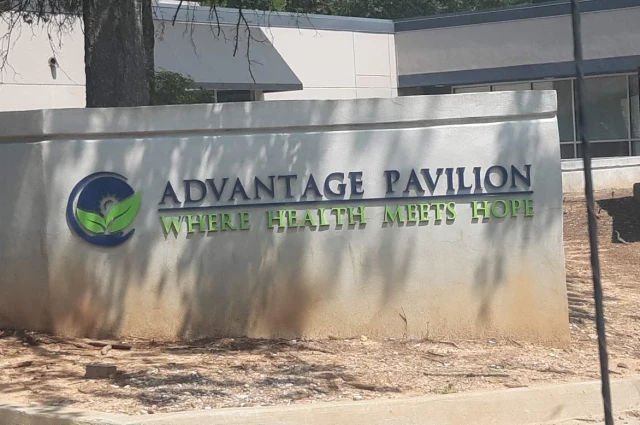 ADVANTAGE PAVILION
WHERE HEALTH MEETS HOPE